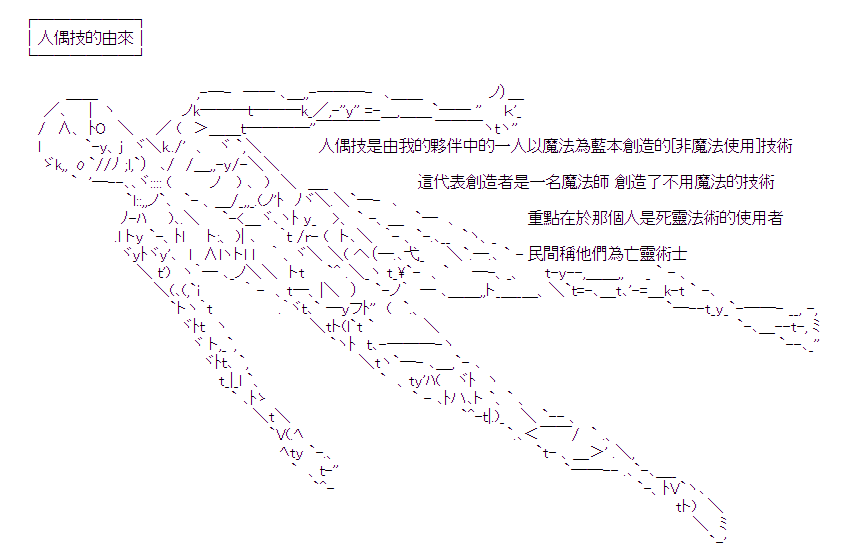 人偶技的由來
人偶技是由我的夥伴中的一人以魔法為藍本創造的[非魔法使用]技術
這代表創造者是一名魔法師 創造了不用魔法的技術
重點在於那個人是死靈法術的使用者
民間稱他們為亡靈術士